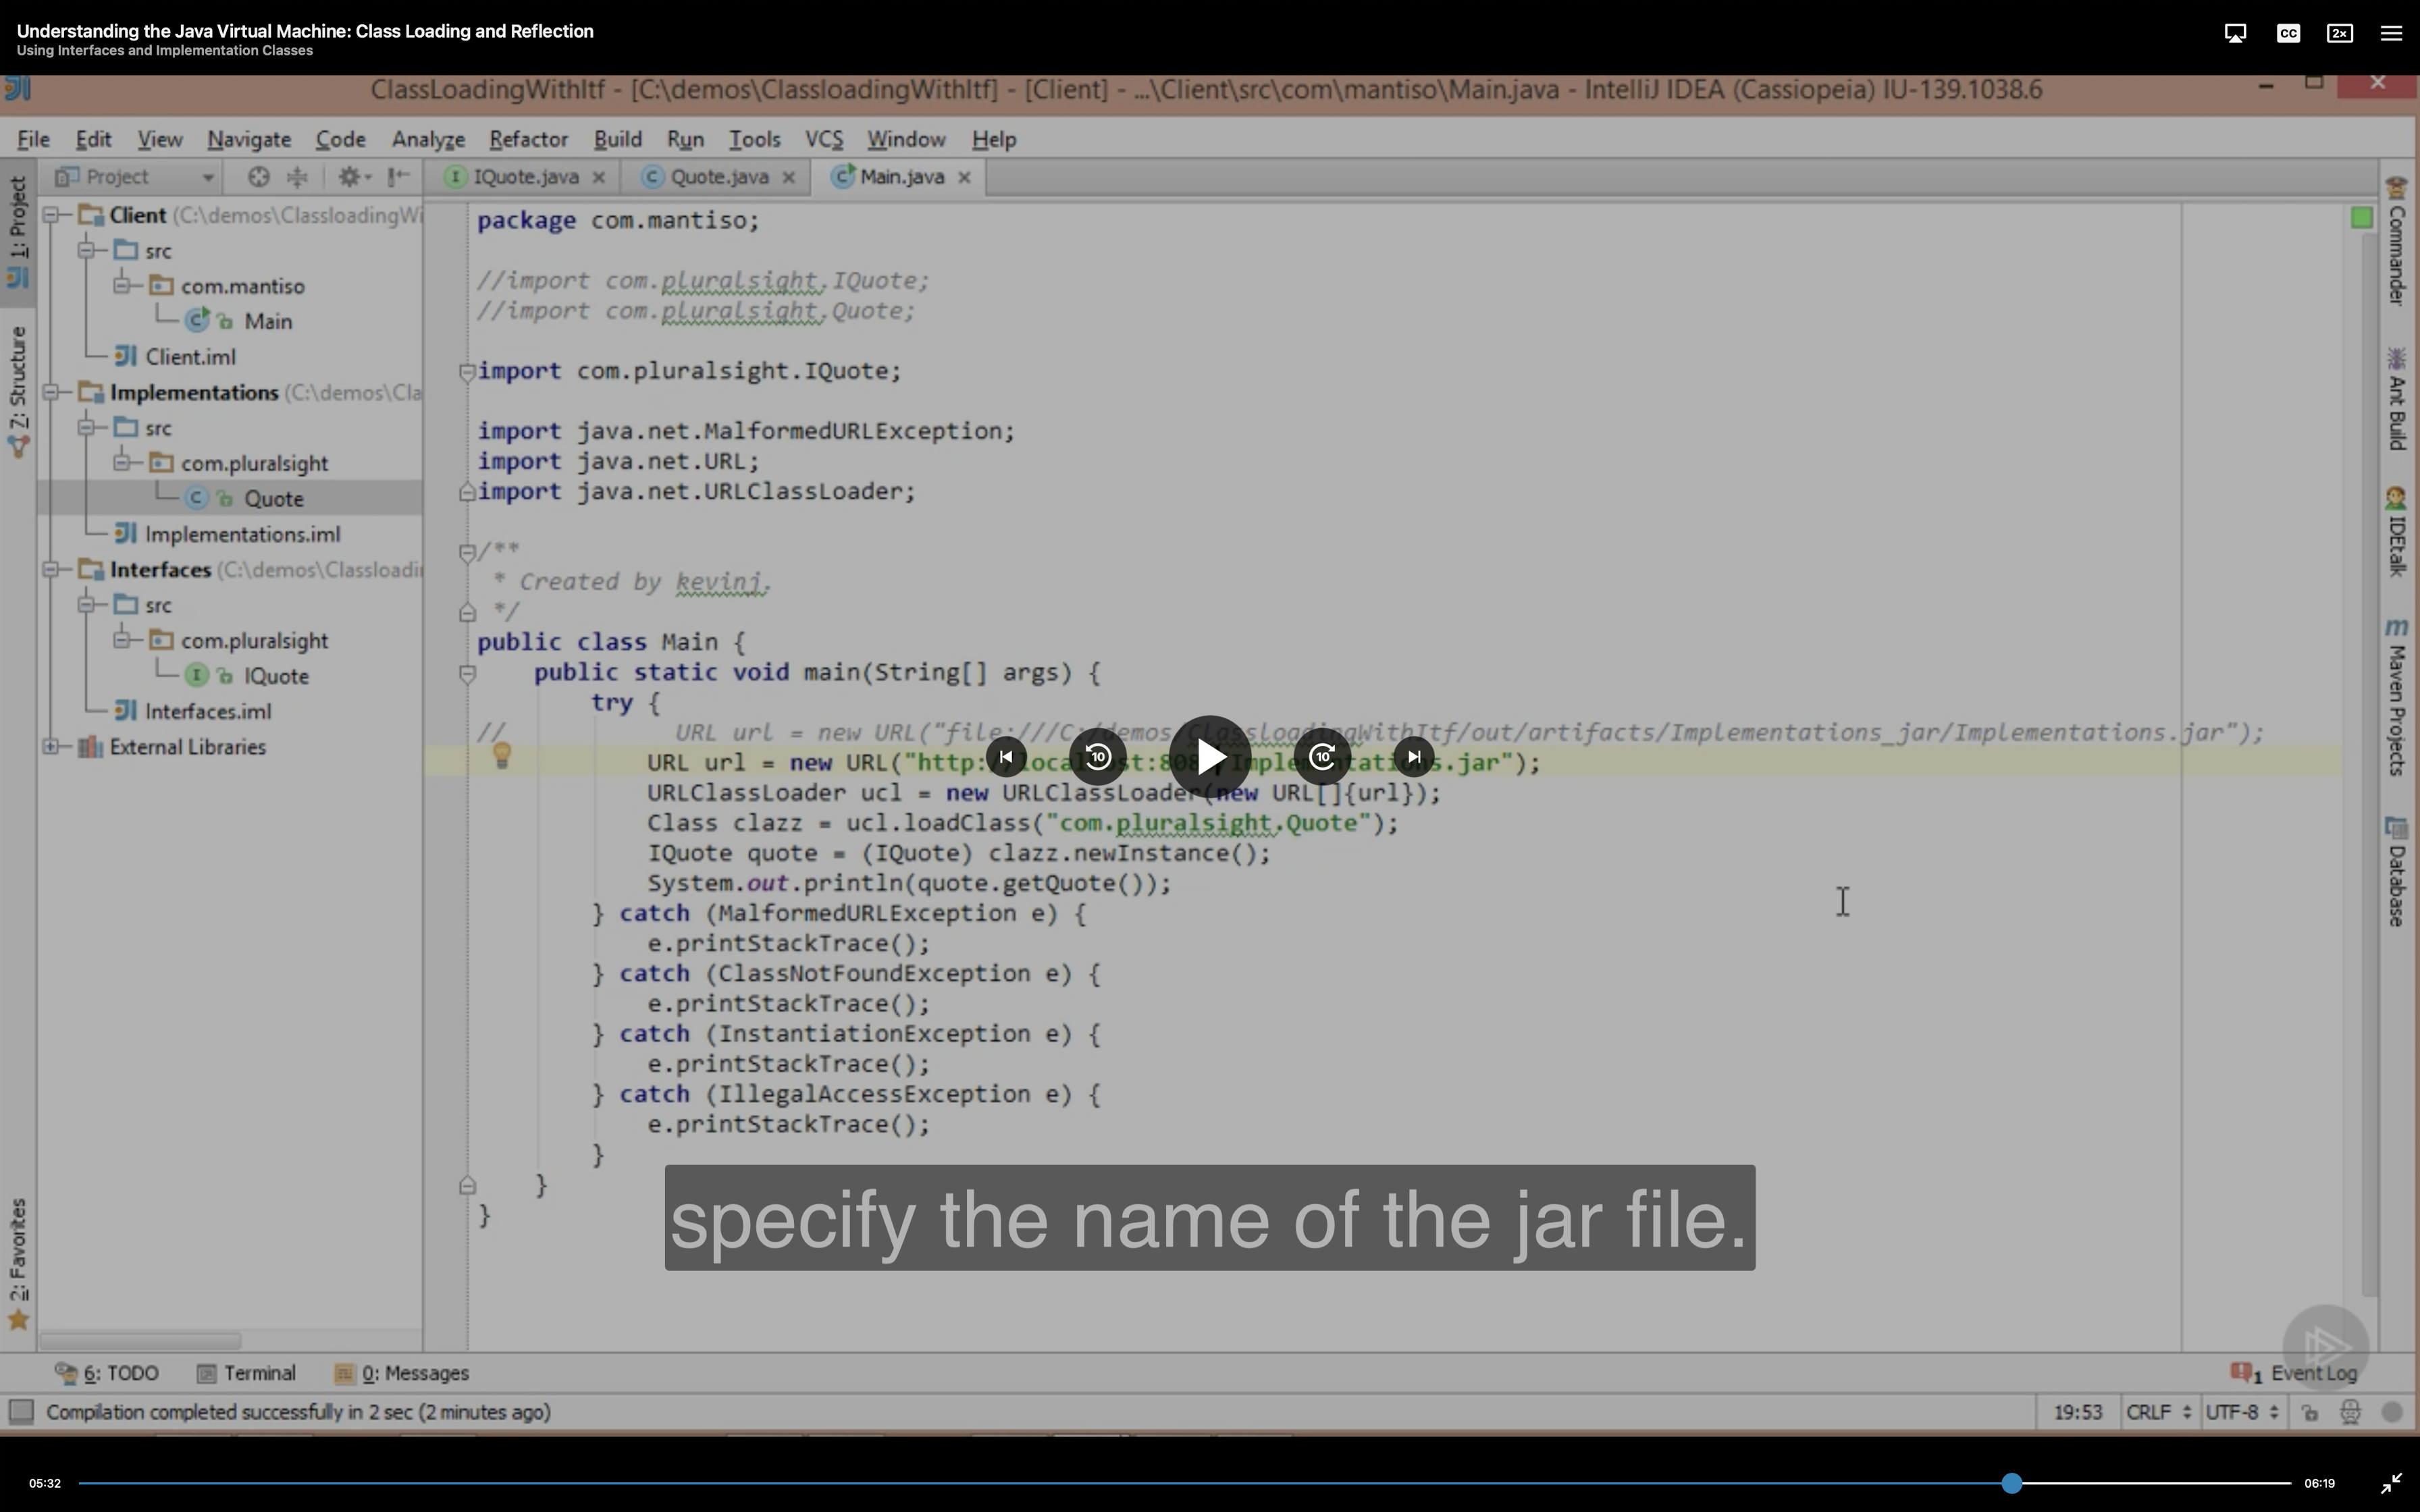 Understanding the Java Virtual Machine: Class Loading and Reflection
Using Interfaces and Implementation Classes
CC
2x
ClassLoadingWithItf - [C:\demos\ClassloadingWithItf] - [Client] - ...\Client\src\com\mantiso\Main.java - IntelliJ IDEA (Cassiopeia) IU-139.1038.6
File Edit View Navigate Code Analyze Refactor Build Run Tools VCS Window Help
1: Project
Z: Structure
2: Favorites
Project
IQuote.java
Quote.java
Main.java
Client (C:\demos\ClassloadingWi
src
com.mantiso
Main
Client.iml
Implementations (C:\demos\Cla
src
com.pluralsight
Quote
Implementations.iml
Interfaces (C:\demos\Classloadi
src
com.pluralsight
IQuote
Interfaces.iml
External Libraries
package com.mantiso;
//import com.pluralsight.IQuote;
//import com.pluralsight.Quote;
import com.pluralsight.IQuote;
import java.net.MalformedURLException;
import java.net.URL;
import java.net.URLClassLoader;
/**
* Created by kevinj.
*/
public class Main {
public static void main(String[] args) {
try {
// URL url = new URL("file:///C:/demos/ClassloadingWithItf/out/artifacts/Implementations_jar/Implementations.jar");
URL url = new URL("http://localhost:808 /Implementations.jar");
URLClassLoader ucl = new URLClassLoader(new URL[]{url});
Class clazz = ucl.loadClass("com.pluralsight.Quote");
IQuote quote = (IQuote) clazz.newInstance();
System.out.println(quote.getQuote());
} catch (MalformedURLException e) {
e.printStackTrace();
} catch (ClassNotFoundException e) {
e.printStackTrace();
} catch (InstantiationException e) {
e.printStackTrace();
} catch (IllegalAccessException e) {
e.printStackTrace();
}
}
}
10
10
specify the name of the jar file.
Commander
Ant Build
IDEtalk
Maven Projects
Database
6: TODO
Terminal
0: Messages
1 Event Log
Compilation completed successfully in 2 sec (2 minutes ago)
19:53
CRLF
UTF-8
05:32
06:19